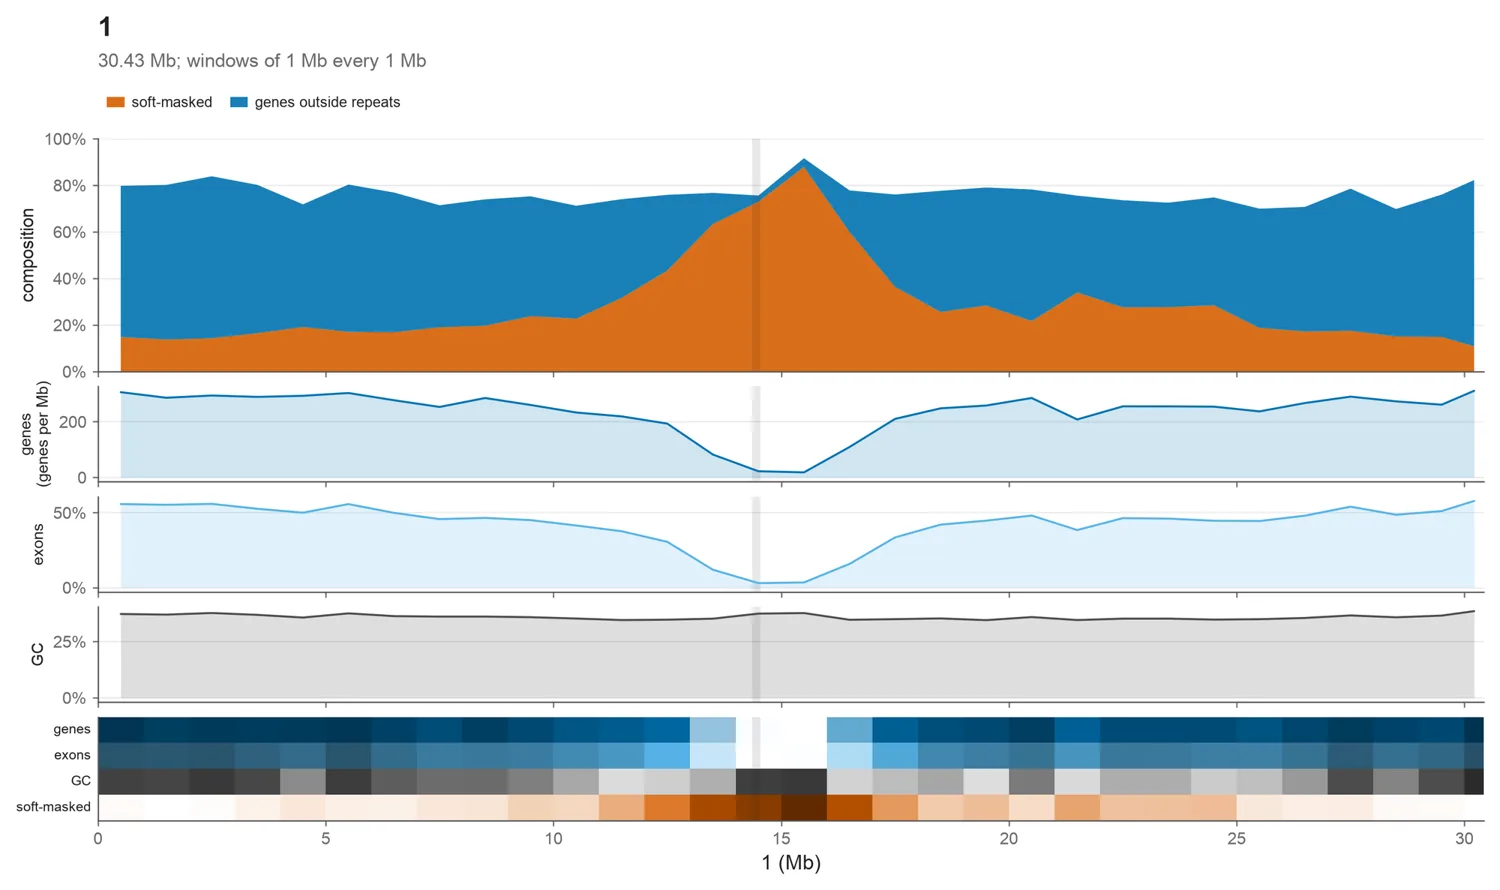 1
30.43 Mb; windows of 1 Mb every 1 Mb
soft-masked genes outside repeats
100%
80%
60%
40%
20%
0%
composition
200
0
genes
(genes per Mb)
50%
0%
exons
25%
0%
GC
genes
exons
GC
soft-masked
0 5 10 15 20 25 30
1 (Mb)